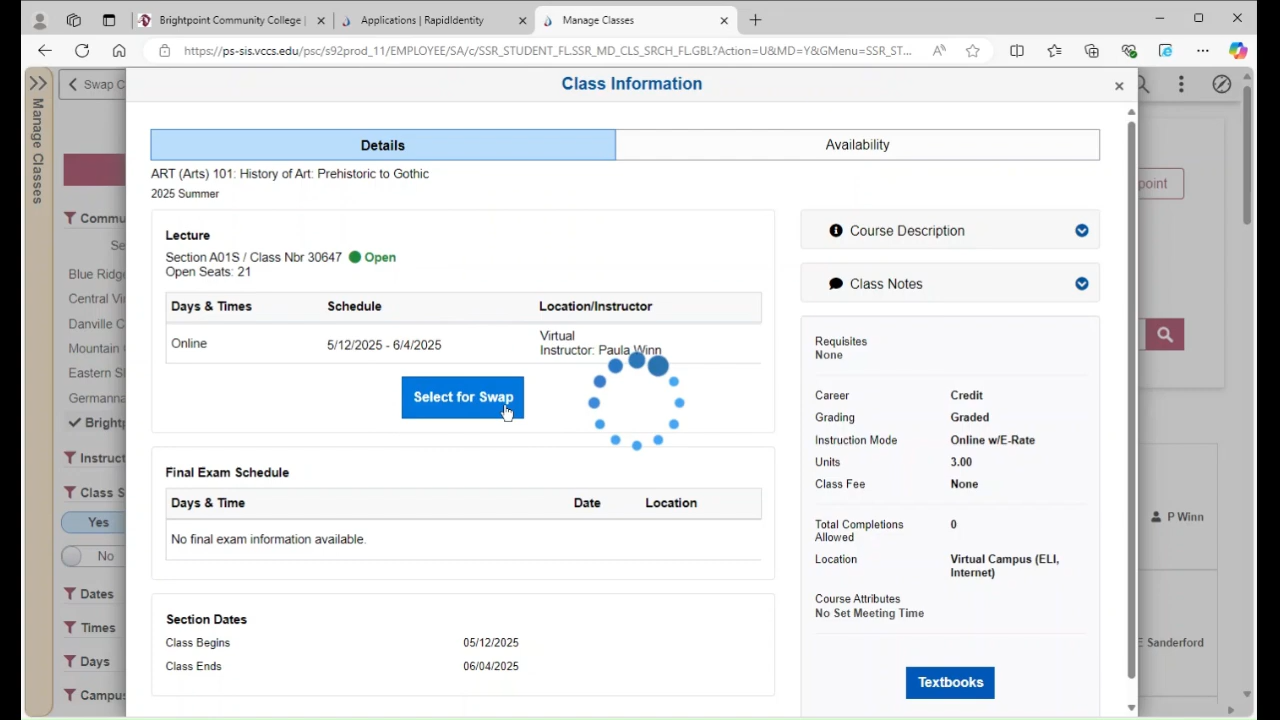 Brightpoint Community College |
Applications | RapidIdentity
Manage Classes
https://ps-sis.vccs.edu/psc/s92prod_11/EMPLOYEE/SA/c/SSR_STUDENT_FL.SSR_MD_CLS_SRCH_FL.GBL?Action=U&MD=Y&GMenu=SSR_ST...
Manage Classes
Swap C
Class Information
Details
Availability
ART (Arts) 101: History of Art: Prehistoric to Gothic
2025 Summer
Lecture
Section A01S / Class Nbr 30647 Open
Open Seats: 21
Days & Times Schedule Location/Instructor
Online 5/12/2025 - 6/4/2025 Virtual
Instructor: Paula Winn
Select for Swap
Final Exam Schedule
Days & Time Date Location
No final exam information available.
Section Dates
Class Begins 05/12/2025
Class Ends 06/04/2025
Course Description
Class Notes
Requisites
None
Career Credit
Grading Graded
Instruction Mode Online w/E-Rate
Units 3.00
Class Fee None
Total Completions Allowed 0
Location Virtual Campus (ELI, Internet)
Course Attributes
No Set Meeting Time
Textbooks
Commu
Se
Blue Ridg
Central Vi
Danville C
Mountain
Eastern S
Germanna
Bright
Instruct
Class S
Yes
No
Dates
Times
Days
Campu
point
P Winn
E Sanderford